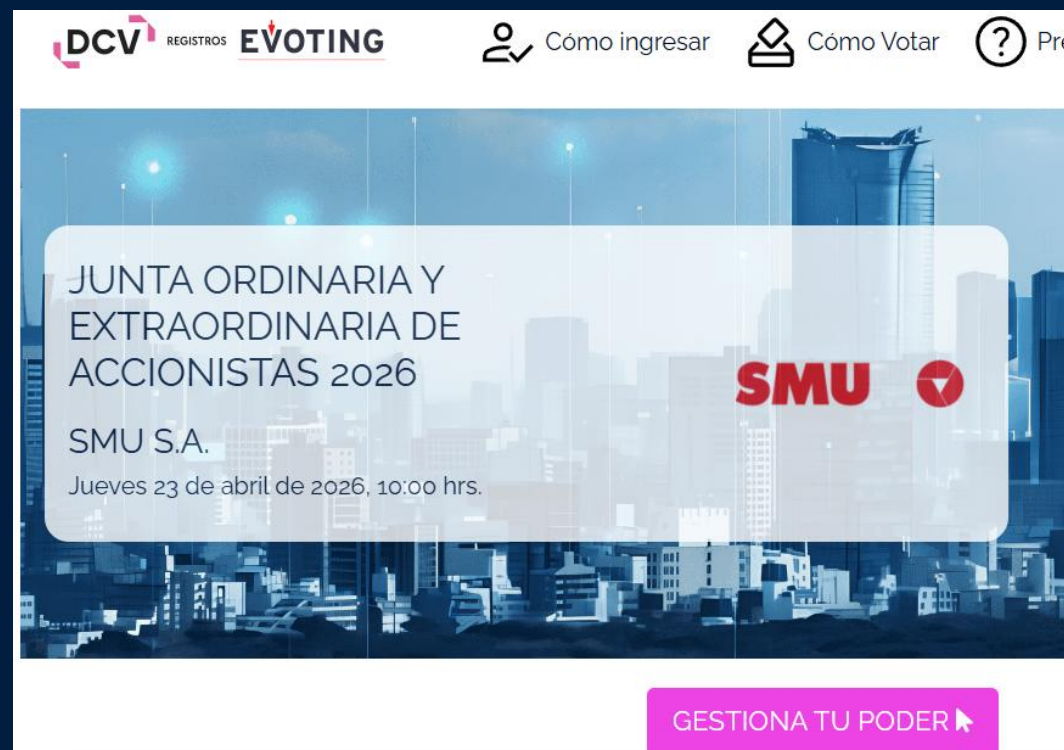 DCV REGISTROS EVOTING
Cómo ingresar
Cómo Votar
?
JUNTA ORDINARIA Y
EXTRAORDINARIA DE
ACCIONISTAS 2026
SMU
SMU S.A.
Jueves 23 de abril de 2026, 10:00 hrs.
GESTIONA TU PODER